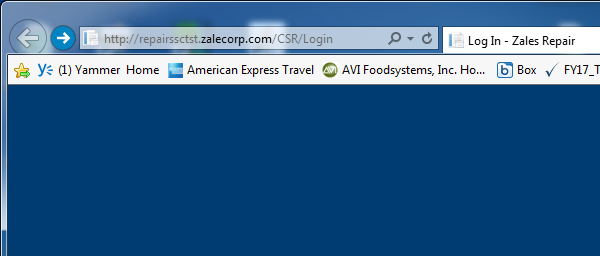 http://repairssctst.zalecorp.com/CSR/Login Log In - Zales Repair
(1) Yammer Home American Express Travel AVI Foodsystems, Inc. Ho... b Box FY17_T